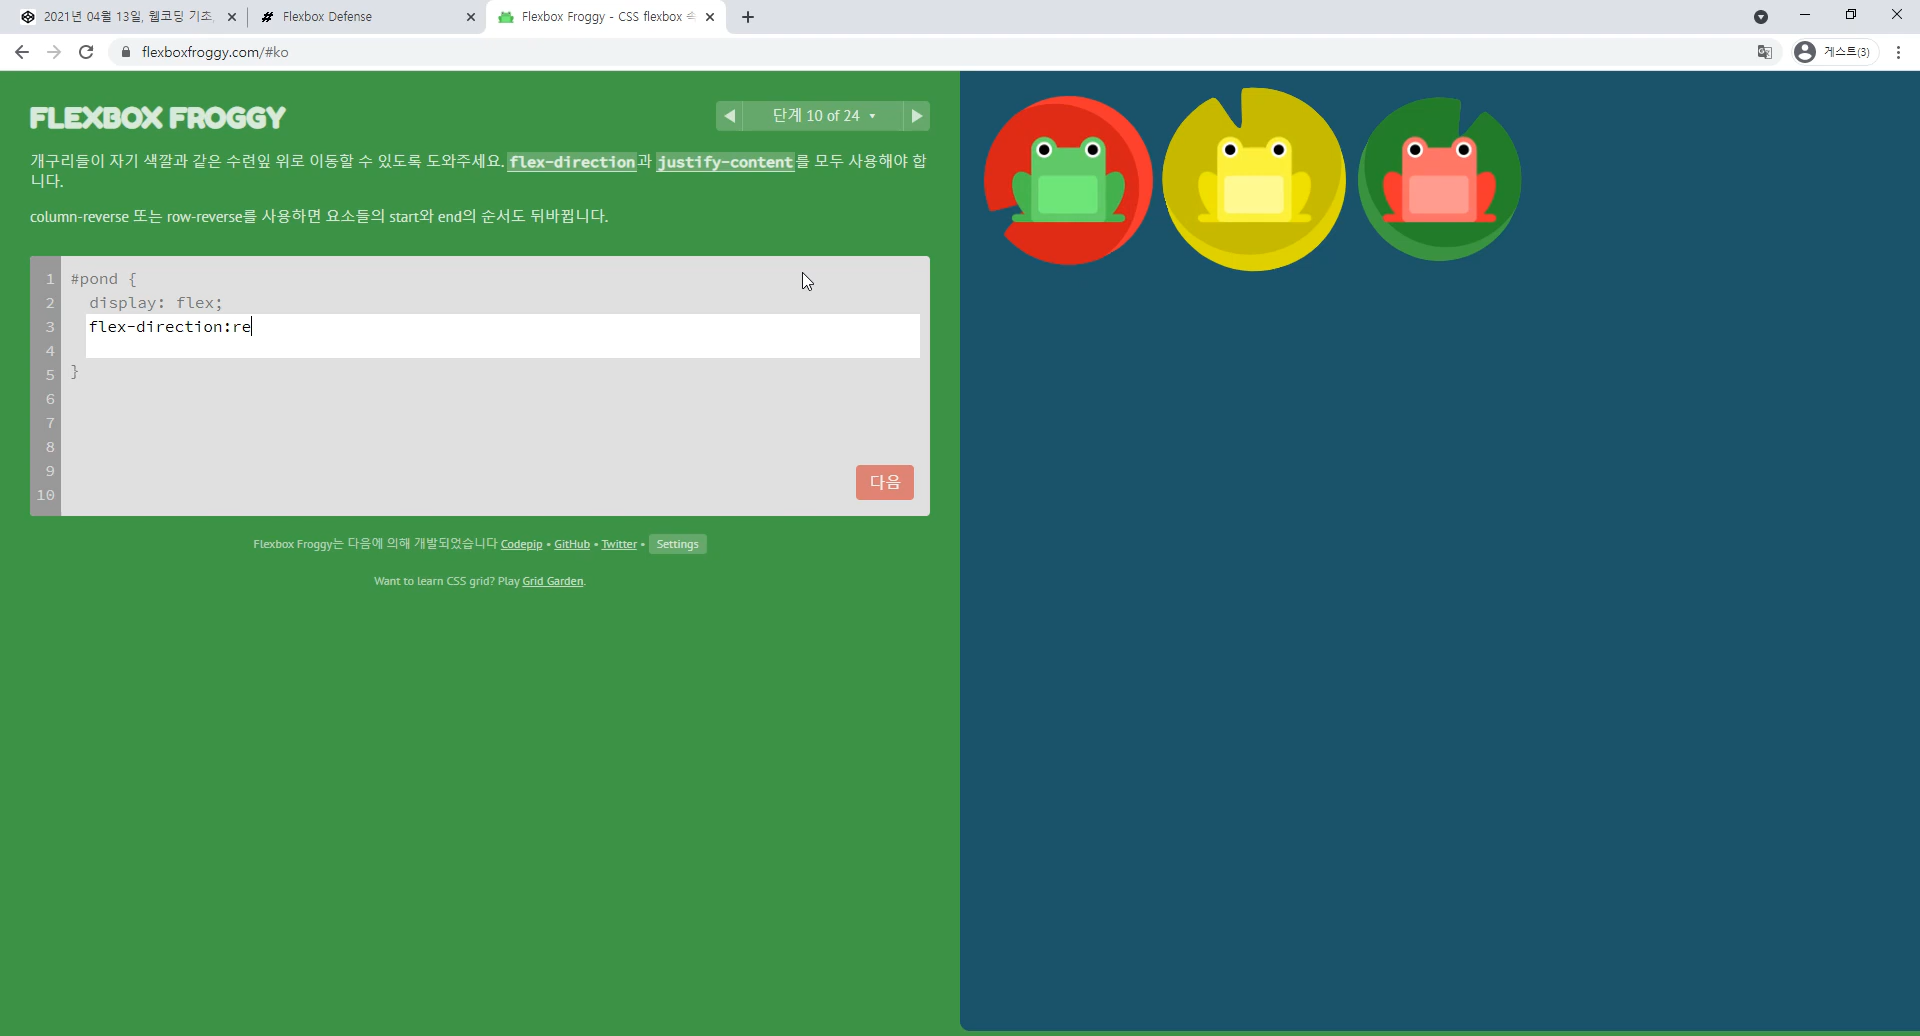 2021년 04월 13일, 웹코딩 기초,
Flexbox Defense
Flexbox Froggy - CSS flexbox 속
flexboxfroggy.com/#ko
게스트(3)
FLEXBOX FROGGY
단계 10 of 24
개구리들이 자기 색깔과 같은 수련잎 위로 이동할 수 있도록 도와주세요. flex-direction과 justify-content를 모두 사용해야 합
니다.
column-reverse 또는 row-reverse를 사용하면 요소들의 start와 end의 순서도 뒤바뀝니다.
1 #pond {
2 display: flex;
3 flex-direction:re
4
5 }
6
7
8
9
10
다음
Flexbox Froggy는 다음에 의해 개발되었습니다 Codepip • GitHub • Twitter • Settings
Want to learn CSS grid? Play Grid Garden.